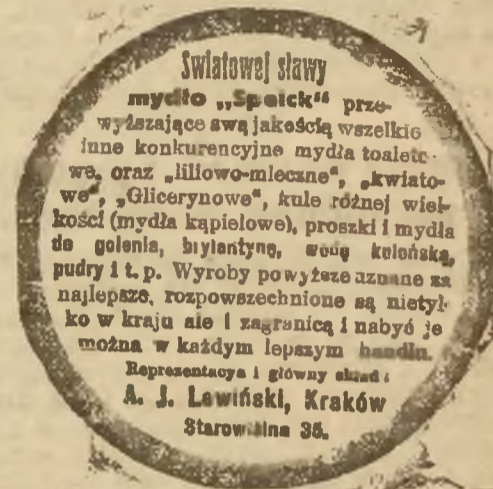 Światowej sławy
mydło „Speick“ prze-
wyższające swą jakością wszelkie
inne konkurencyjne mydła toaleto-
we, oraz „liliowo-mleczne“, „kwiato-
we“, „Glicerynowe“, kule różnej wiel-
kości (mydła kąpielowe), proszki i mydła
do golenia, brylantynę, wodę kolońską,
pudry i t. p. Wyroby powyższe uznane za
najlepsze, rozpowszechnione są nietyl-
ko w kraju ale i zagranicą i nabyć je
można w każdym lepszym handlu.
Reprezentacya i główny skład:
A. J. Lewiński, Kraków
Starowiślna 35.